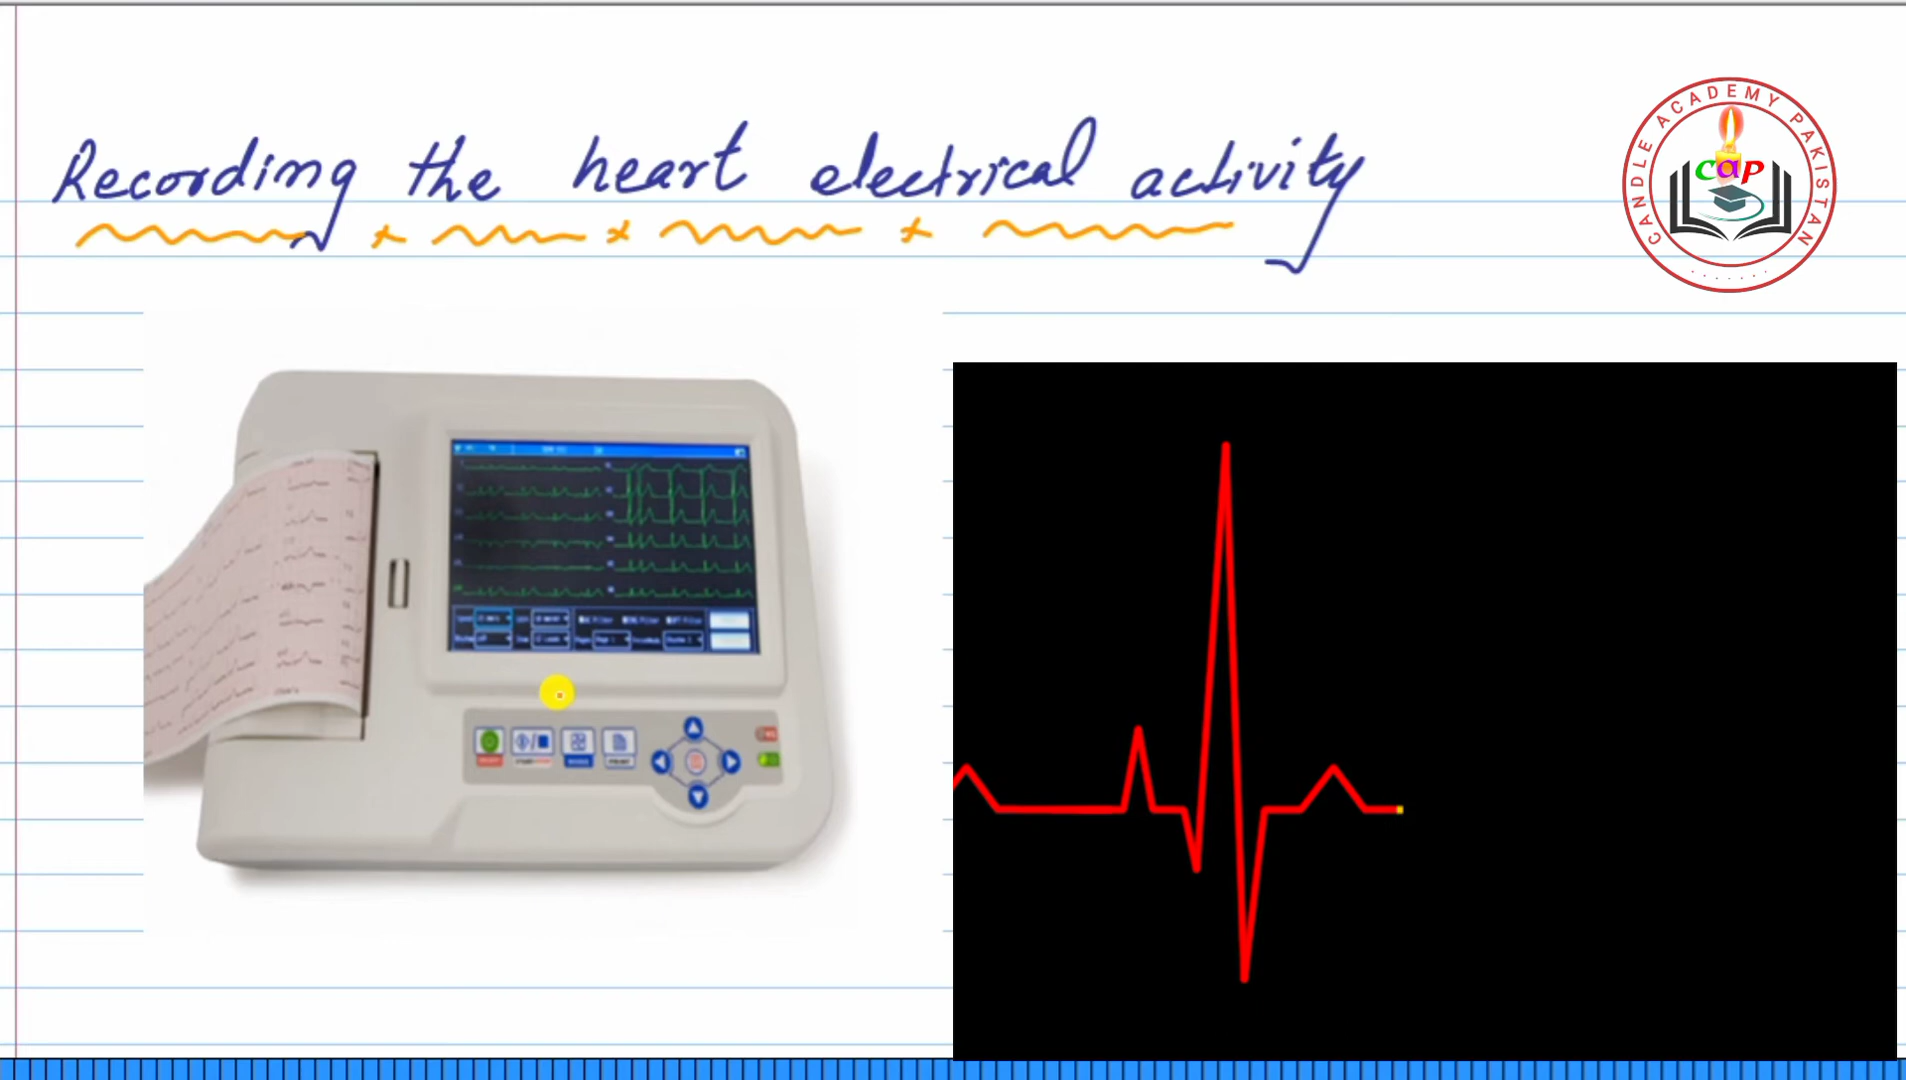 Recording the heart electrical activity
CANDLE ACADEMY PAKISTAN
CaP